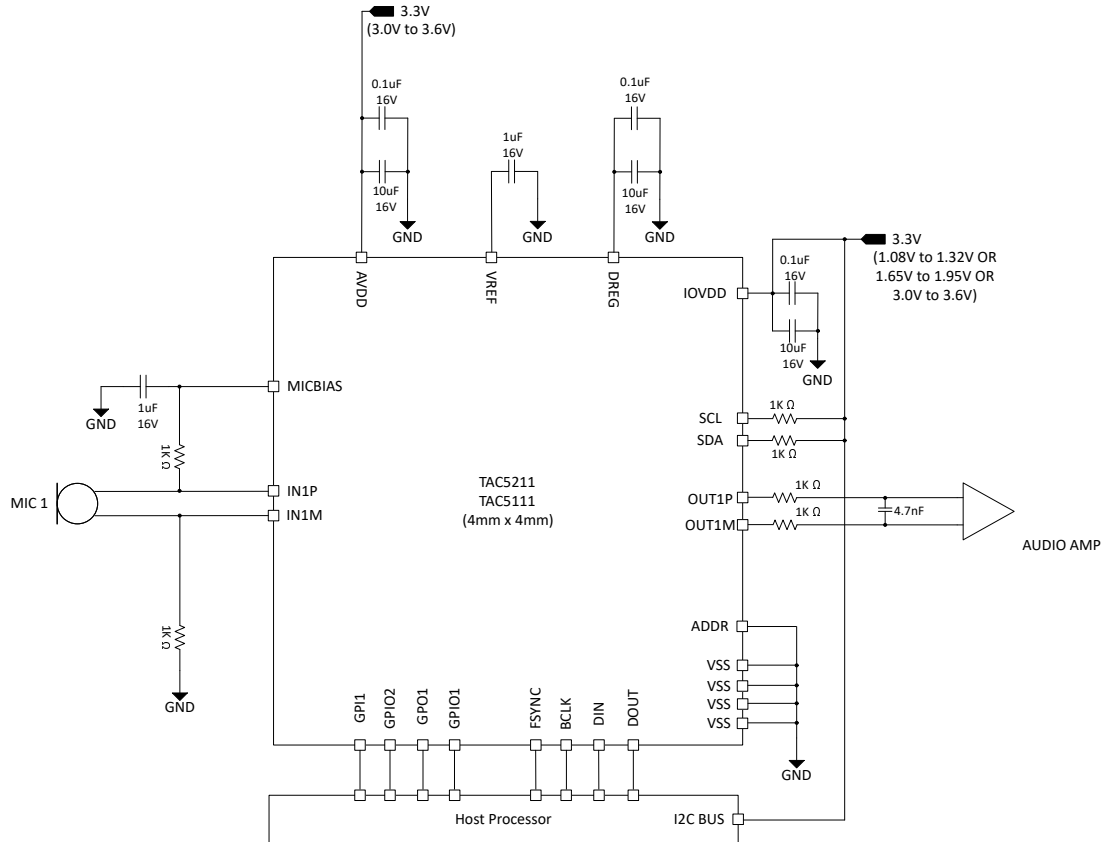 3.3V
(3.0V to 3.6V)
0.1uF
16V
10uF
16V
GND
1uF
16V
GND
0.1uF
16V
10uF
16V
GND
3.3V
(1.08V to 1.32V OR
1.65V to 1.95V OR
3.0V to 3.6V)
0.1uF
16V
10uF
16V
GND
AVDD
VREF
DREG
IOVDD
MICBIAS
1uF
16V
GND
1K Ω
MIC 1
IN1P
IN1M
1K Ω
GND
TAC5211
TAC5111
(4mm x 4mm)
SCL
1K Ω
SDA
1K Ω
OUT1P
1K Ω
OUT1M
1K Ω
4.7nF
AUDIO AMP
ADDR
VSS
VSS
VSS
VSS
GND
GPI1
GPIO2
GPO1
GPIO1
FSYNC
BCLK
DIN
DOUT
Host Processor
I2C BUS